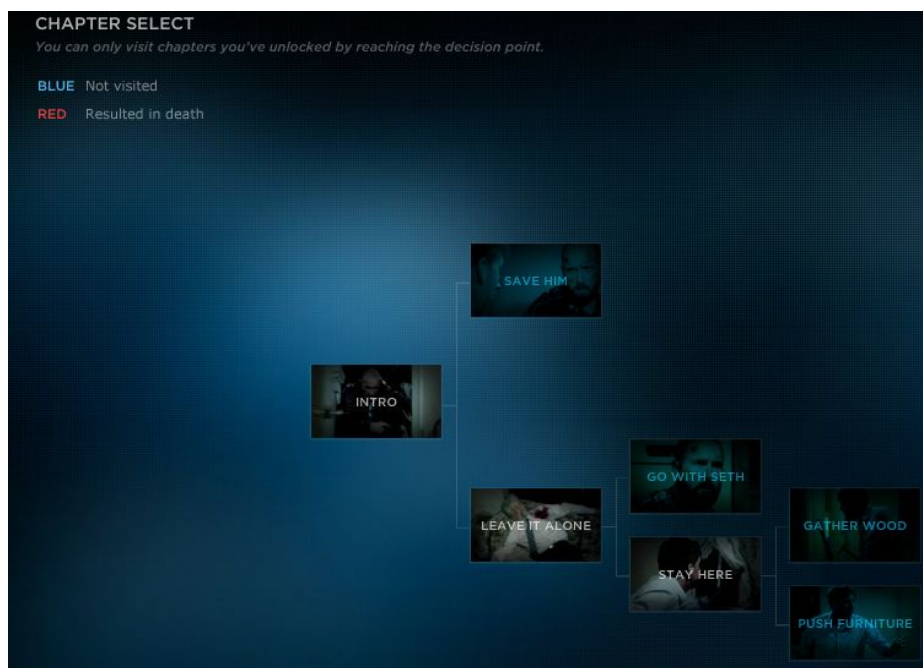 CHAPTER SELECT
You can only visit chapters you've unlocked by reaching the decision point.
BLUE Not visited
RED Resulted in death
SAVE HIM
INTRO
GO WITH SETH
LEAVE IT ALONE
GATHER WOOD
STAY HERE
PUSH FURNITURE